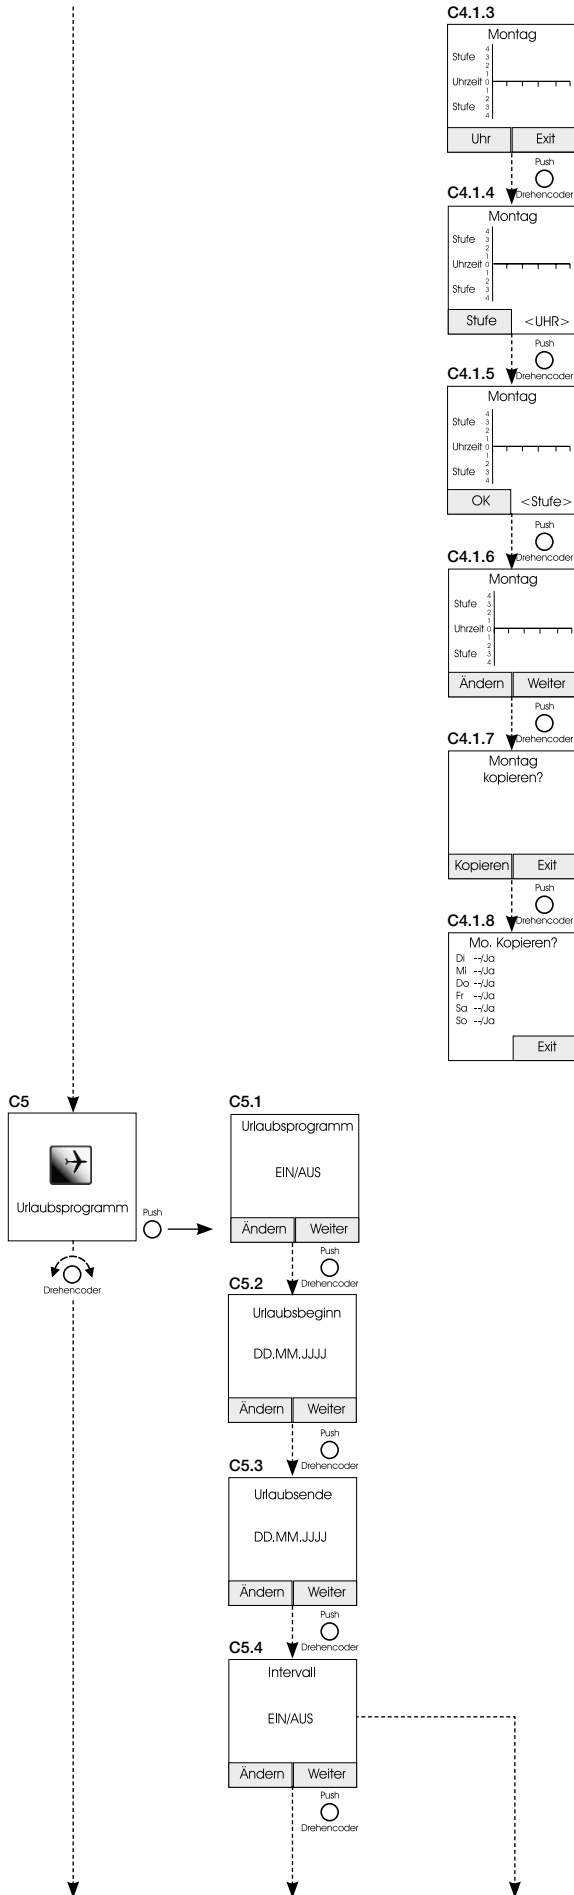 C4.1.3
Montag
4
Stufe 3
2
1
Uhrzeit 0
1
2
Stufe 3
4
Uhr Exit
Push
Drehencoder
C4.1.4
Montag
4
Stufe 3
2
1
Uhrzeit 0
1
2
Stufe 3
4
Stufe <UHR>
Push
Drehencoder
C4.1.5
Montag
4
Stufe 3
2
1
Uhrzeit 0
1
2
Stufe 3
4
OK <Stufe>
Push
Drehencoder
C4.1.6
Montag
4
Stufe 3
2
1
Uhrzeit 0
1
2
Stufe 3
4
Ändern Weiter
Push
Drehencoder
C4.1.7
Montag
kopieren?
Kopieren Exit
Push
Drehencoder
C4.1.8
Mo. Kopieren?
Di --/Ja
Mi --/Ja
Do --/Ja
Fr --/Ja
Sa --/Ja
So --/Ja
Exit
C5
Urlaubsprogramm
Push
Drehencoder
C5.1
Urlaubsprogramm
EIN/AUS
Ändern Weiter
Push
Drehencoder
C5.2
Urlaubsbeginn
DD.MM.JJJJ
Ändern Weiter
Push
Drehencoder
C5.3
Urlaubsende
DD.MM.JJJJ
Ändern Weiter
Push
Drehencoder
C5.4
Intervall
EIN/AUS
Ändern Weiter
Push
Drehencoder